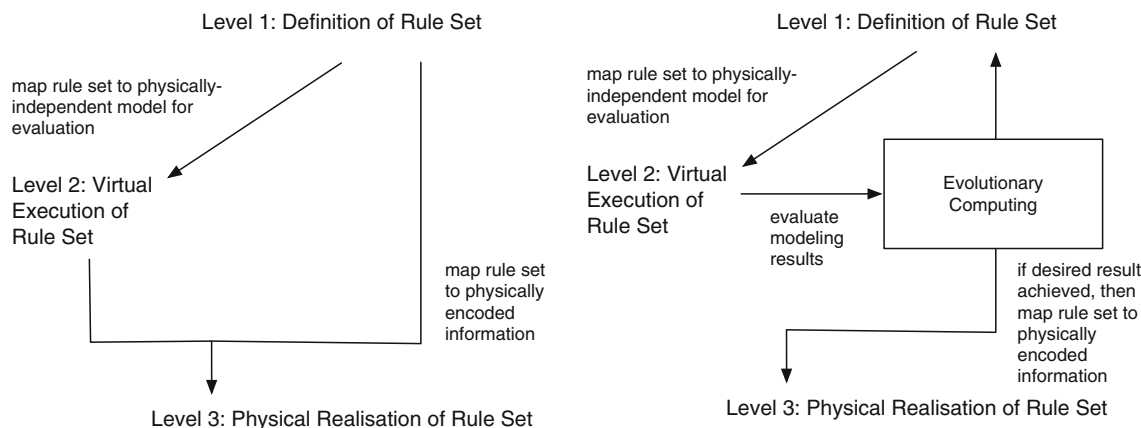 Level 1: Definition of Rule Set
map rule set to physically-
independent model for
evaluation
Level 2: Virtual
Execution of
Rule Set
map rule set
to physically
encoded
information
Level 3: Physical Realisation of Rule Set
Level 1: Definition of Rule Set
map rule set to physically-
independent model for
evaluation
Level 2: Virtual
Execution of
Rule Set
evaluate
modeling
results
Evolutionary
Computing
if desired result
achieved, then
map rule set to
physically
encoded
information
Level 3: Physical Realisation of Rule Set